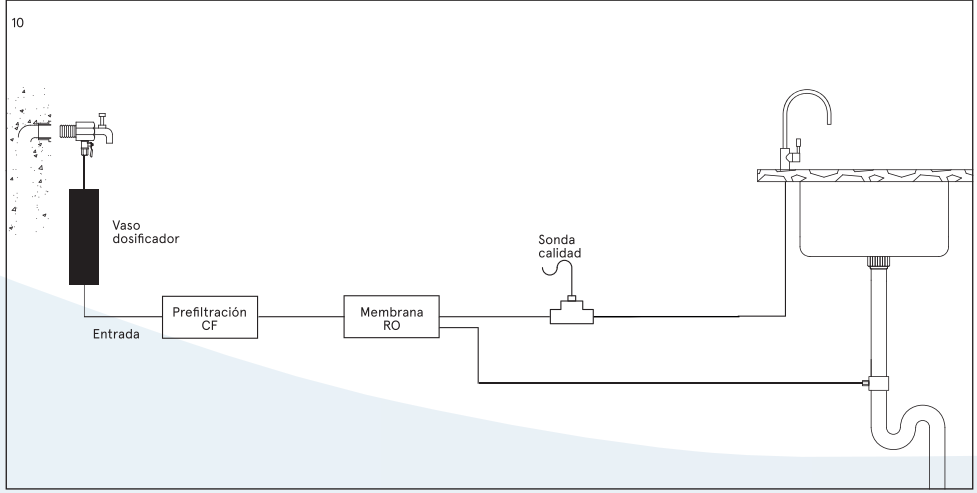 10
Vaso
dosificador
Sonda
calidad
Prefiltración
CF
Membrana
RO
Entrada